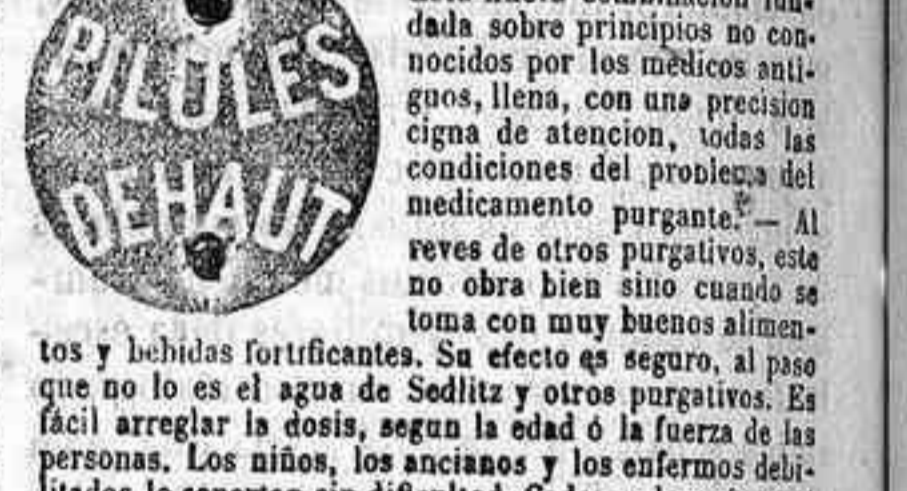 PILULES
DEHAUT
dada sobre principios no con-
nocidos por los médicos anti-
guos, llena, con una precision
cigna de atencion, todas las
condiciones del problema del
medicamento purgante. — Al
reves de otros purgativos, este
no obra bien sino cuando se
toma con muy buenos alimen-
tos y bebidas fortificantes. Su efecto es seguro, al paso
que no lo es el agua de Sedlitz y otros purgativos. Es
fácil arreglar la dosis, segun la edad ó la fuerza de las
personas. Los niños, los ancianos y los enfermos debi-